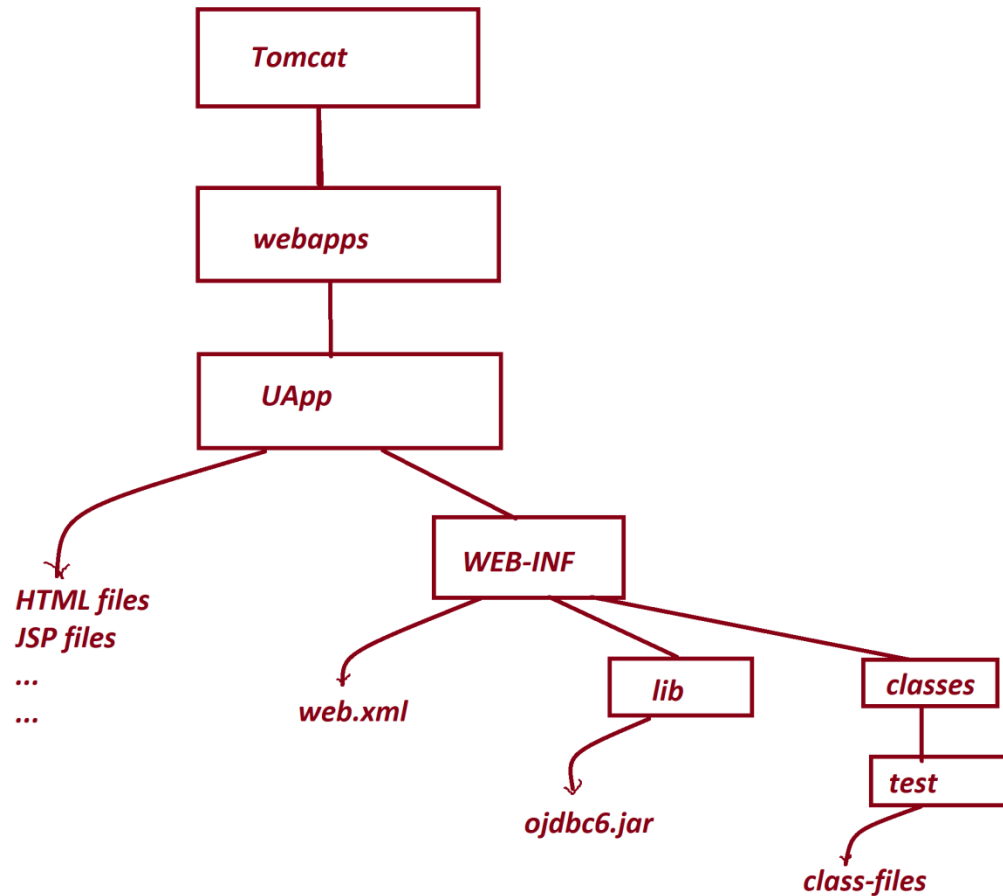 Tomcat
webapps
UApp
WEB-INF
HTML files
JSP files
...
...
web.xml
lib
classes
ojdbc6.jar
test
class-files